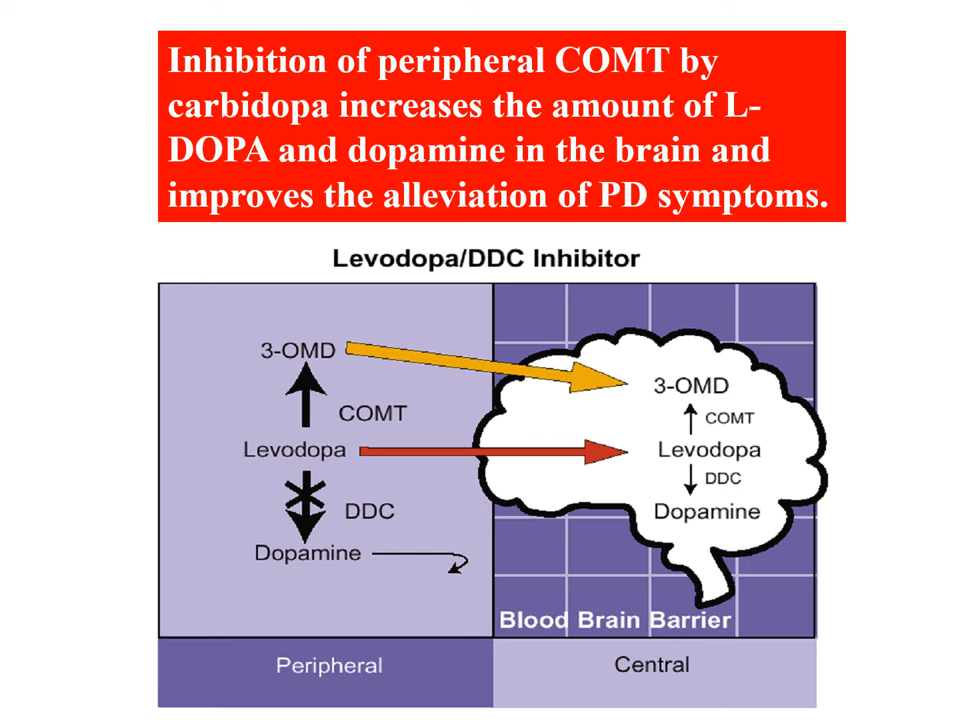 Inhibition of peripheral COMT by
carbidopa increases the amount of L-
DOPA and dopamine in the brain and
improves the alleviation of PD symptoms.
Levodopa/DDC Inhibitor
3-OMD
COMT
Levodopa
DDC
Dopamine
3-OMD
COMT
Levodopa
DDC
Dopamine
Blood Brain Barrier
Peripheral
Central